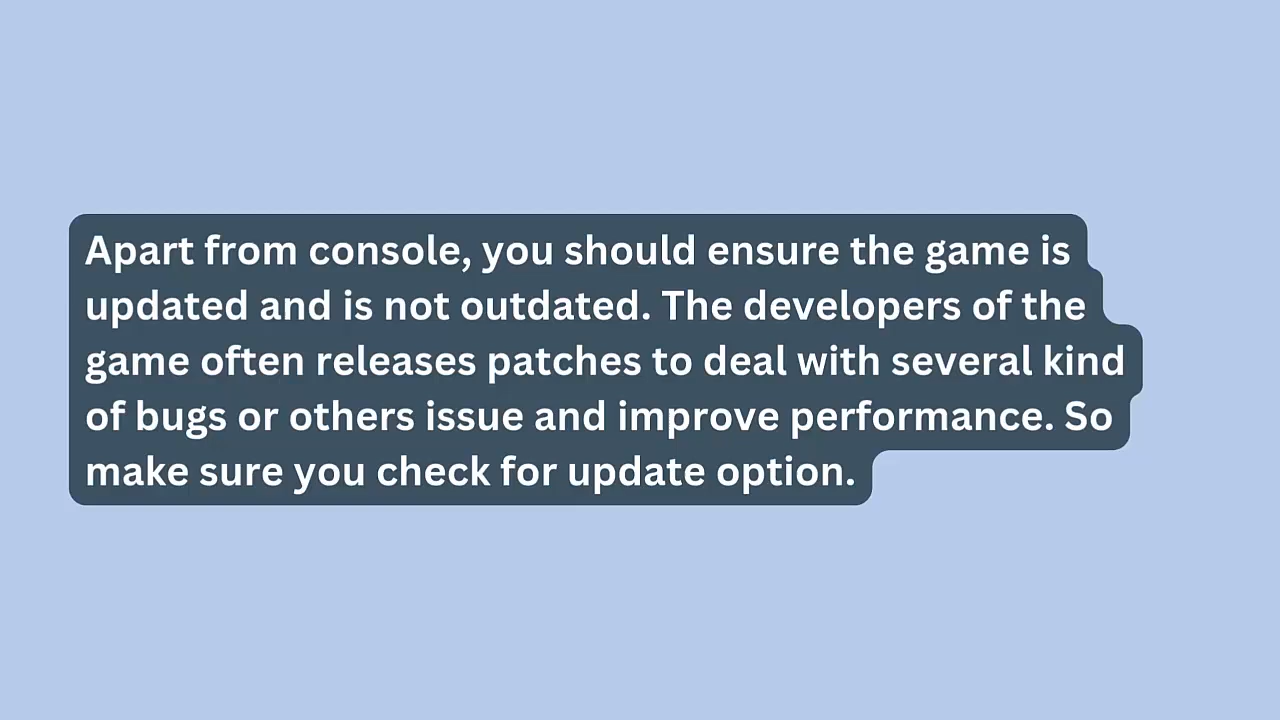 Apart from console, you should ensure the game is
updated and is not outdated. The developers of the
game often releases patches to deal with several kind
of bugs or others issue and improve performance. So
make sure you check for update option.